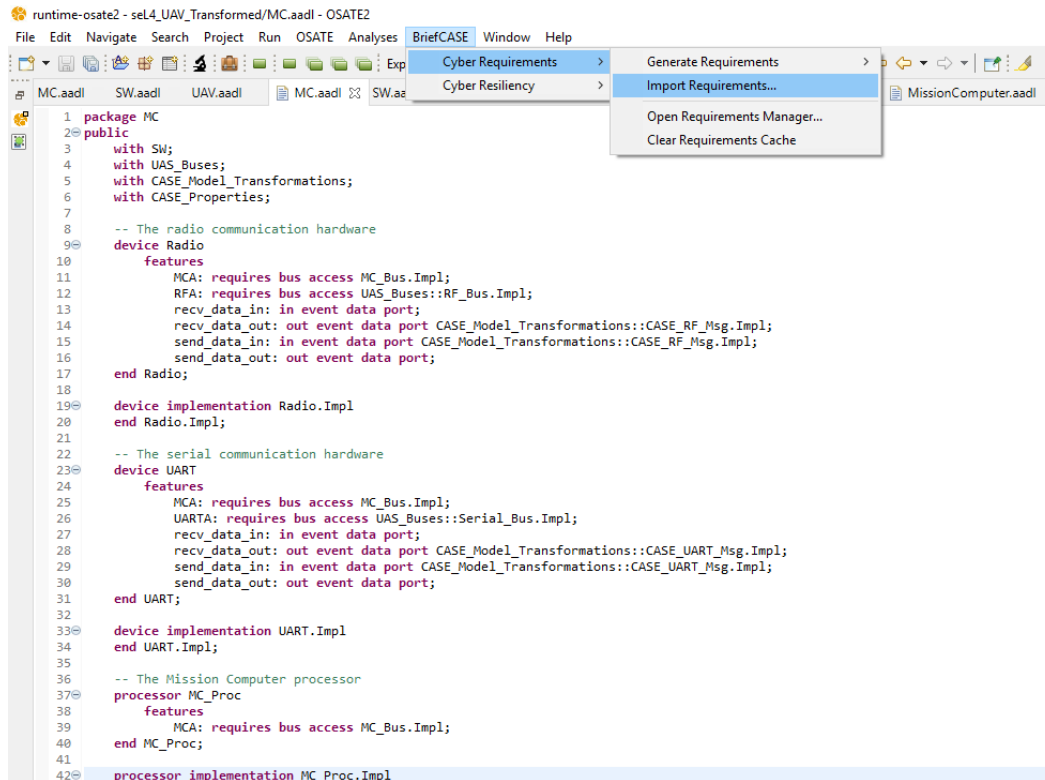 runtime-osate2 - seL4_UAV_Transformed/MC.aadl - OSATE2
File Edit Navigate Search Project Run OSATE Analyses BriefCASE Window Help
Exp
Cyber Requirements >
Cyber Resiliency >
Generate Requirements >
Import Requirements...
Open Requirements Manager...
Clear Requirements Cache
MC.aadl SW.aadl UAV.aadl MC.aadl SW.aa MissionComputer.aadl
1 package MC
2 public
3 with SW;
4 with UAS_Buses;
5 with CASE_Model_Transformations;
6 with CASE_Properties;
7
8 -- The radio communication hardware
9 device Radio
10 features
11 MCA: requires bus access MC_Bus.Impl;
12 RFA: requires bus access UAS_Buses::RF_Bus.Impl;
13 recv_data_in: in event data port;
14 recv_data_out: out event data port CASE_Model_Transformations::CASE_RF_Msg.Impl;
15 send_data_in: in event data port CASE_Model_Transformations::CASE_RF_Msg.Impl;
16 send_data_out: out event data port;
17 end Radio;
18
19 device implementation Radio.Impl
20 end Radio.Impl;
21
22 -- The serial communication hardware
23 device UART
24 features
25 MCA: requires bus access MC_Bus.Impl;
26 UARTA: requires bus access UAS_Buses::Serial_Bus.Impl;
27 recv_data_in: in event data port;
28 recv_data_out: out event data port CASE_Model_Transformations::CASE_UART_Msg.Impl;
29 send_data_in: in event data port CASE_Model_Transformations::CASE_UART_Msg.Impl;
30 send_data_out: out event data port;
31 end UART;
32
33 device implementation UART.Impl
34 end UART.Impl;
35
36 -- The Mission Computer processor
37 processor MC_Proc
38 features
39 MCA: requires bus access MC_Bus.Impl;
40 end MC_Proc;
41
42 processor implementation MC_Proc.Impl